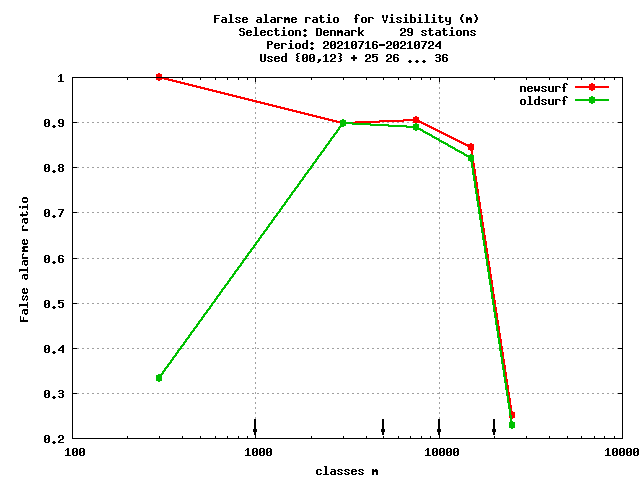 False alarme ratio  for Visibility (m)
Selection: Denmark     29 stations
Period: 20210716-20210724
Used {00,12} + 25 26 ... 36
newsurf
oldsurf
1
0.9
0.8
0.7
0.6
0.5
0.4
0.3
0.2
False alarme ratio
100
1000
10000
10000
classes m